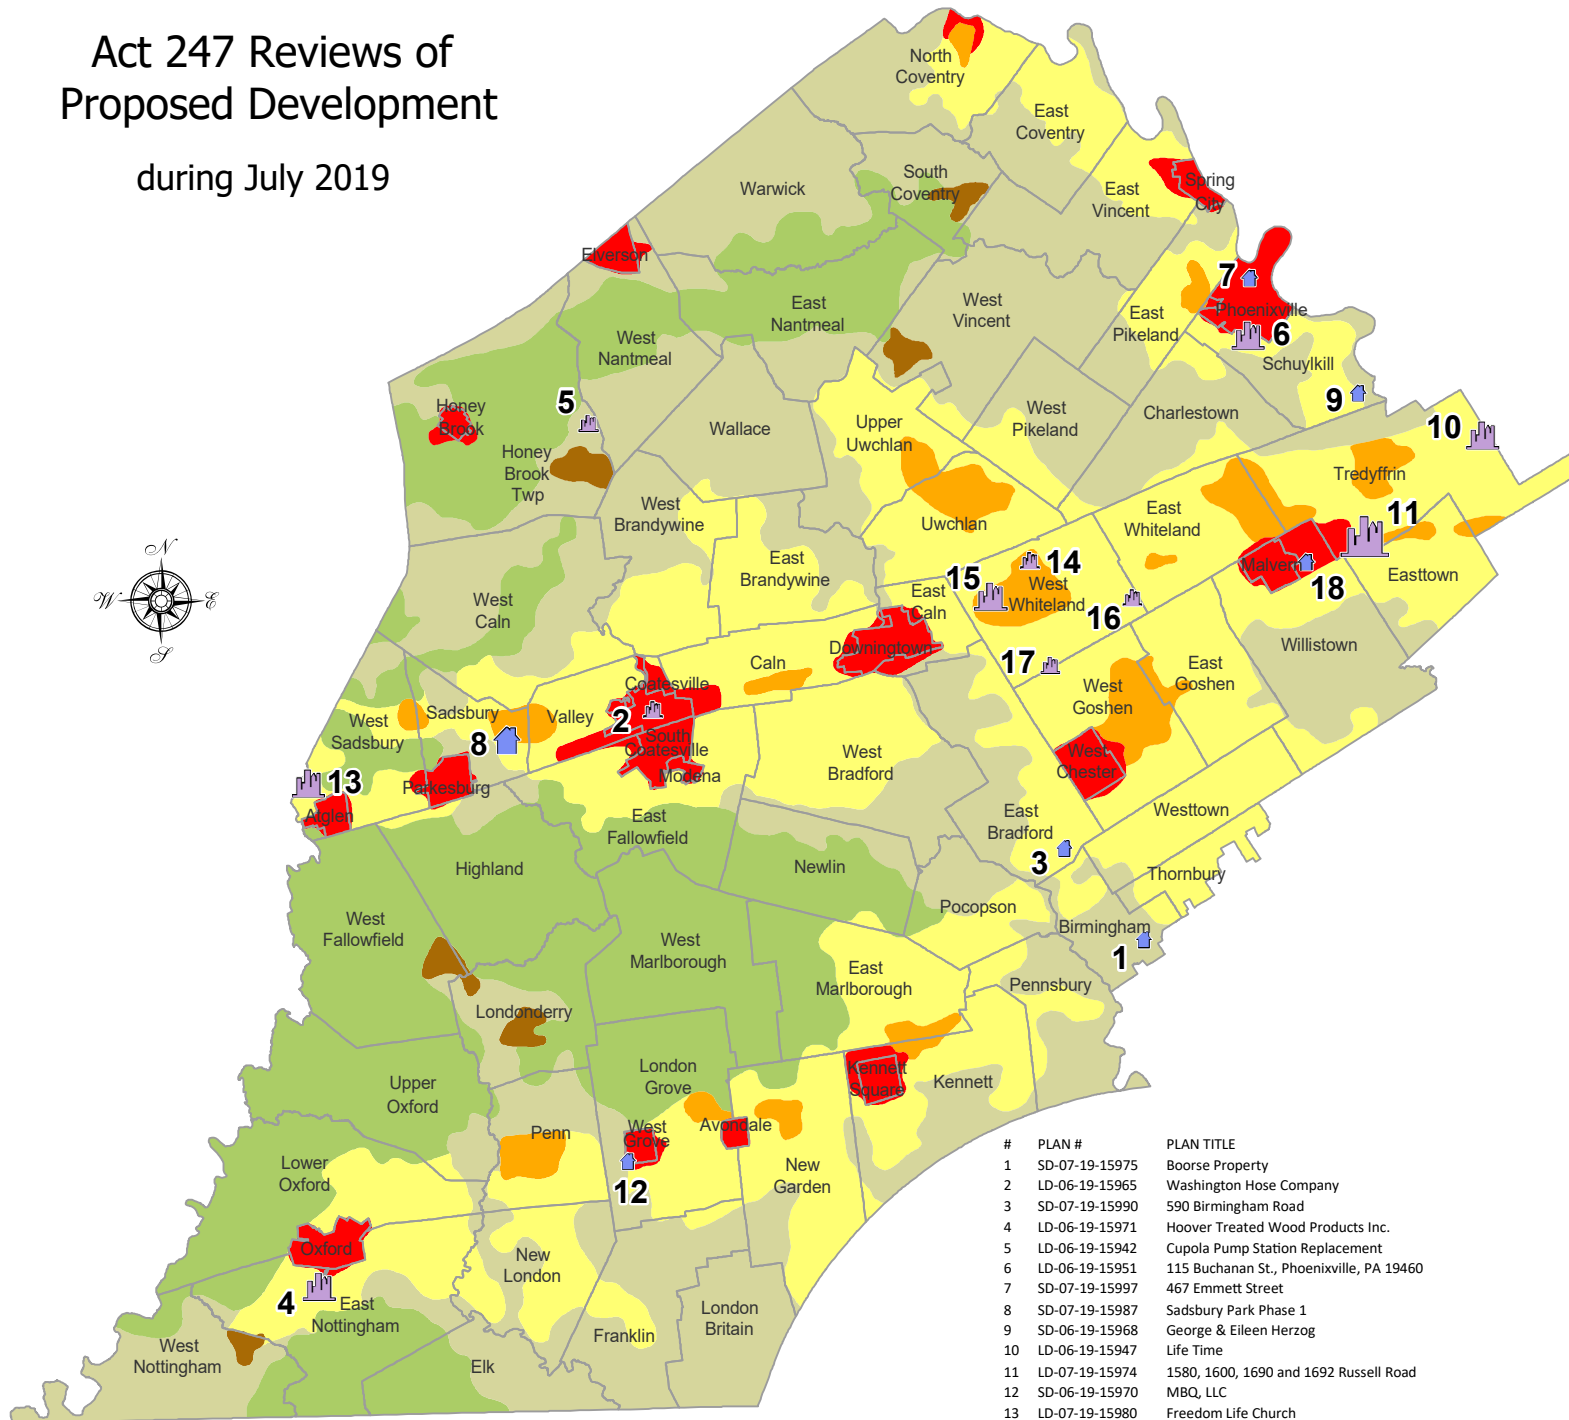 Act 247 Reviews of
Proposed Development
during July 2019
North
Coventry
East
Coventry
Warwick
South
Coventry
East
Vincent
Spring
City
Elverson
7
Phoenixville
6
East
Nantmeal
West
Vincent
East
Pikeland
West
Nantmeal
Schuylkill
9
Honey
Brook
5
Wallace
Upper
Uwchlan
West
Pikeland
Charlestown
10
Honey
Brook
Twp
Tredyffrin
West
Brandywine
Uwchlan
East
Whiteland
11
N
W
E
S
East
Brandywine
14
15
West
Whiteland
Malvern
18
Easttown
West
Caln
East
Caln
16
Downingtown
Willistown
Caln
17
Coatesville
East
Goshen
West
Goshen
Sadsbury
Valley
2
West
Sadsbury
8
South
Coatesville
West
Bradford
West
Chester
Modena
13
Parkesburg
Atglen
East
Fallowfield
East
Bradford
Westtown
3
Highland
Newlin
Thornbury
Pocopson
West
Fallowfield
Birmingham
1
West
Marlborough
East
Marlborough
Pennsbury
Londonderry
Upper
Oxford
London
Grove
Kennett
Square
Kennett
Penn
West
Grove
Avondale
Lower
Oxford
12
New
Garden
Oxford
New
London
4
East
Nottingham
London
Britain
West
Nottingham
Franklin
Elk
# PLAN # PLAN TITLE
1 SD-07-19-15975 Boorse Property
2 LD-06-19-15965 Washington Hose Company
3 SD-07-19-15990 590 Birmingham Road
4 LD-06-19-15971 Hoover Treated Wood Products Inc.
5 LD-06-19-15942 Cupola Pump Station Replacement
6 LD-06-19-15951 115 Buchanan St., Phoenixville, PA 19460
7 SD-07-19-15997 467 Emmett Street
8 SD-07-19-15987 Sadsbury Park Phase 1
9 SD-06-19-15968 George & Eileen Herzog
10 LD-06-19-15947 Life Time
11 LD-07-19-15974 1580, 1600, 1690 and 1692 Russell Road
12 SD-06-19-15970 MBQ, LLC
13 LD-07-19-15980 Freedom Life Church